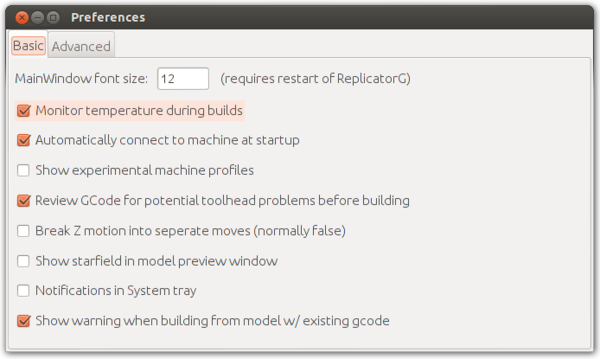 Preferences
Basic Advanced
MainWindow font size: 12 (requires restart of ReplicatorG)
Monitor temperature during builds
Automatically connect to machine at startup
Show experimental machine profiles
Review GCode for potential toolhead problems before building
Break Z motion into seperate moves (normally false)
Show starfield in model preview window
Notifications in System tray
Show warning when building from model w/ existing gcode